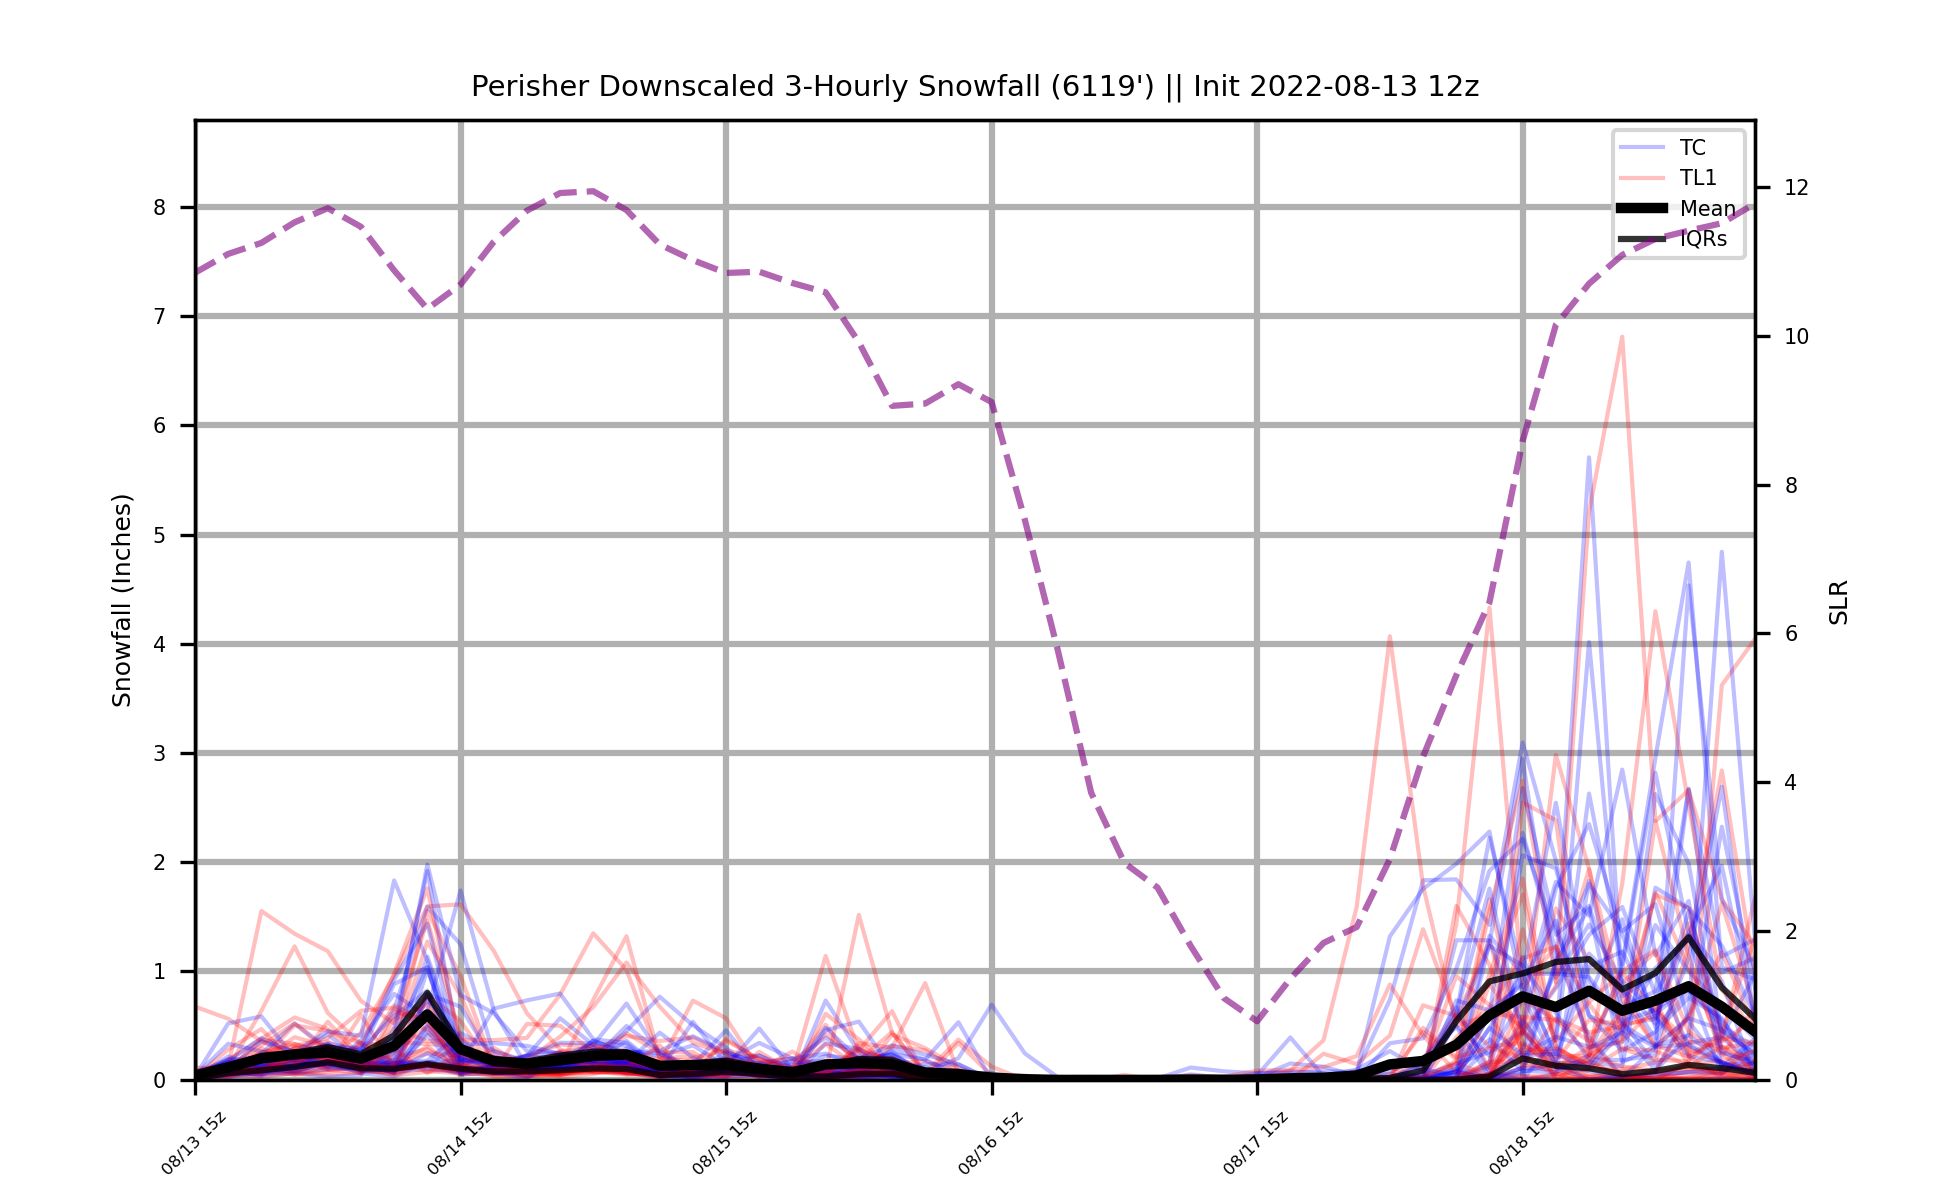 Perisher Downscaled 3-Hourly Snowfall (6119') || Init 2022-08-13 12z
TC
TL1
Mean
IQRs
Snowfall (Inches)
8
7
6
5
4
3
2
1
0
SLR
12
10
8
6
4
2
0
08/13 15z
08/14 15z
08/15 15z
08/16 15z
08/17 15z
08/18 15z